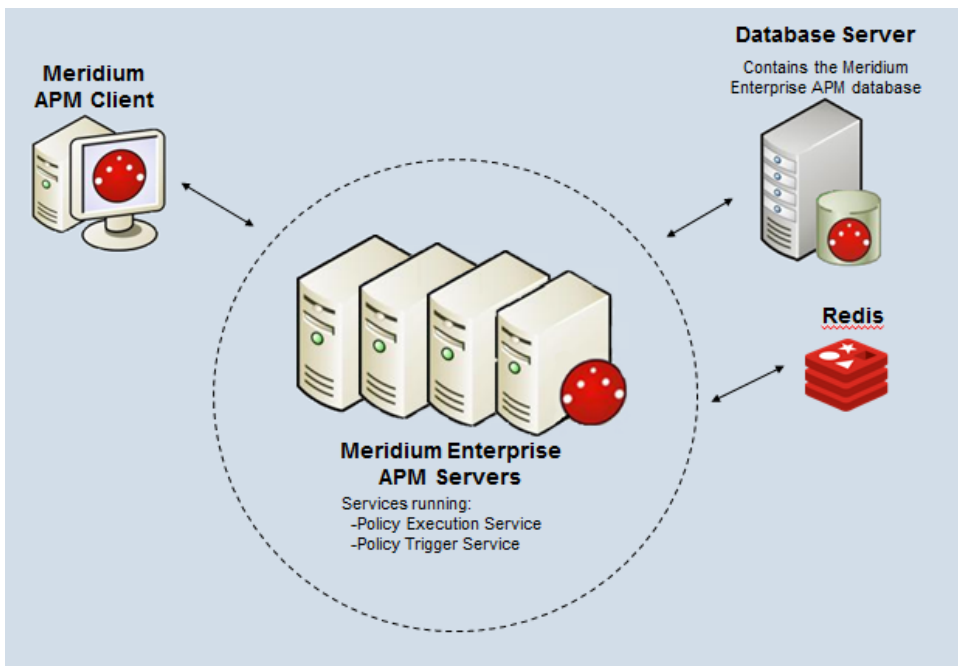 Meridium
APM Client
Database Server
Contains the Meridium
Enterprise APM database
Redis
Meridium Enterprise
APM Servers
Services running:
-Policy Execution Service
-Policy Trigger Service